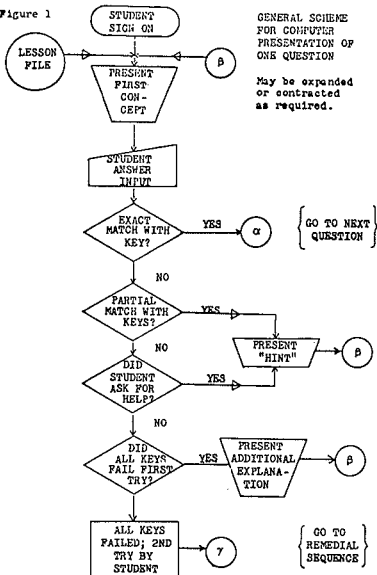 Figure 1
STUDENT
SIGN ON
GENERAL SCHEME
FOR COMPUTER
PRESENTATION OF
ONE QUESTION
May be expanded
or contracted
as required.
LESSON
FILE
β
PRESENT
FIRST
CON-
CEPT
STUDENT
ANSWER
INPUT
EXACT
MATCH WITH
KEY?
YES
α
GO TO NEXT
QUESTION
NO
PARTIAL
MATCH WITH
KEYS?
YES
PRESENT
"HINT"
β
NO
DID
STUDENT
ASK FOR
HELP?
YES
NO
DID
ALL KEYS
FAIL FIRST
TRY?
YES
PRESENT
ADDITIONAL
EXPLANA-
TION
β
ALL KEYS
FAILED; 2ND
TRY BY
STUDENT
γ
GO TO
REMEDIAL
SEQUENCE